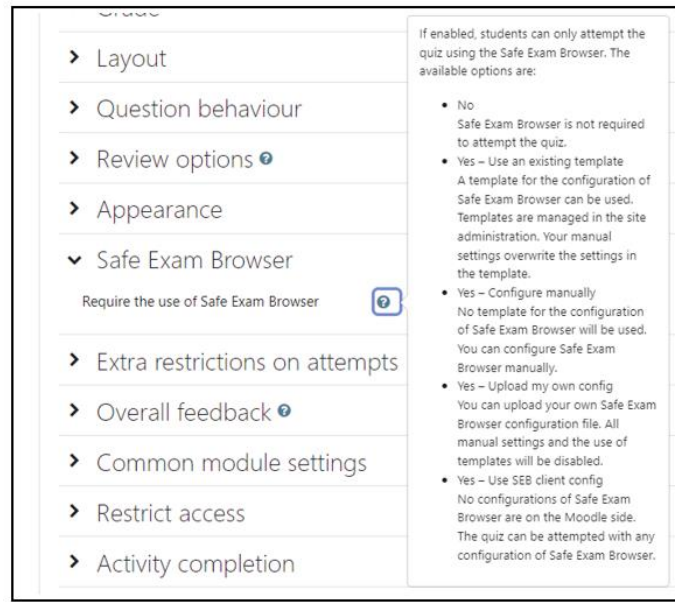 Layout
Question behaviour
Review options
Appearance
Safe Exam Browser
Require the use of Safe Exam Browser
Extra restrictions on attempts
Overall feedback
Common module settings
Restrict access
Activity completion
If enabled, students can only attempt the
quiz using the Safe Exam Browser. The
available options are:
• No
Safe Exam Browser is not required
to attempt the quiz.
• Yes – Use an existing template
A template for the configuration of
Safe Exam Browser can be used.
Templates are managed in the site
administration. Your manual
settings overwrite the settings in
the template.
• Yes – Configure manually
No template for the configuration
of Safe Exam Browser will be used.
You can configure Safe Exam
Browser manually.
• Yes – Upload my own config
You can upload your own Safe Exam
Browser configuration file. All
manual settings and the use of
templates will be disabled.
• Yes – Use SEB client config
No configurations of Safe Exam
Browser are on the Moodle side.
The quiz can be attempted with any
configuration of Safe Exam Browser.